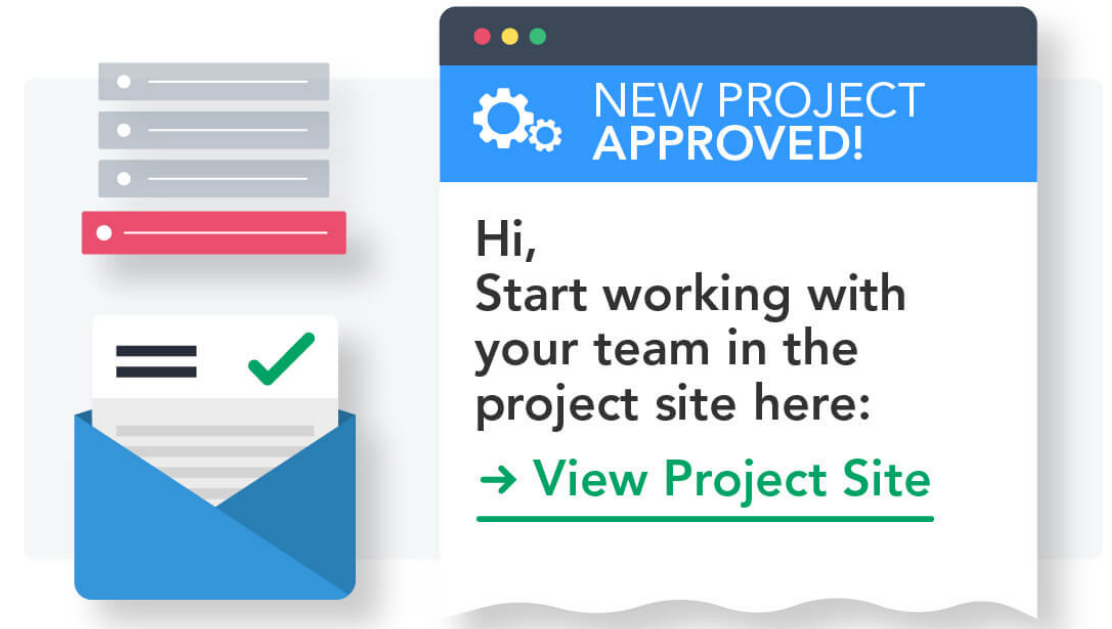 NEW PROJECT
APPROVED!
Hi,
Start working with
your team in the
project site here:
→ View Project Site